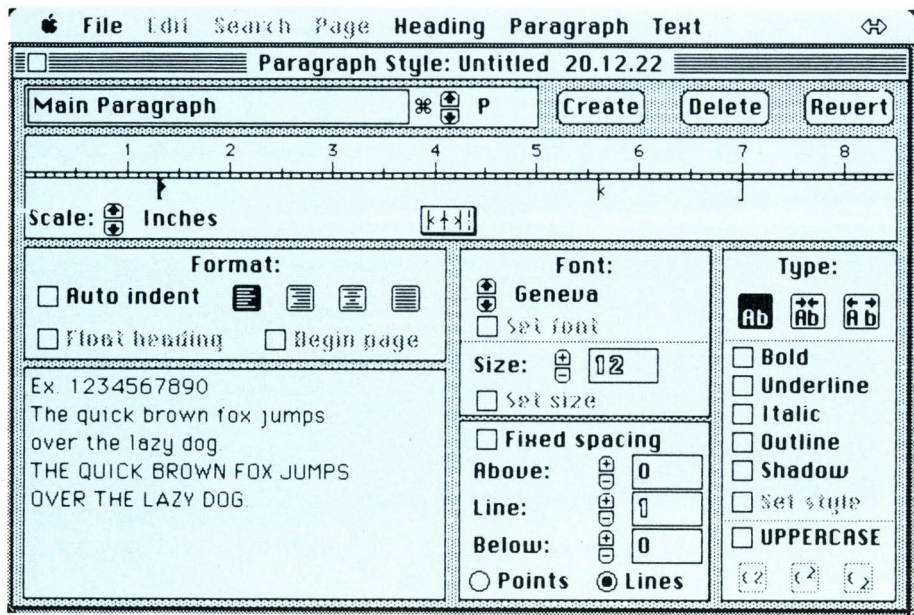 File Edit Search Page Heading Paragraph Text
Paragraph Style: Untitled 20.12.22
Main Paragraph ⌘ P Create Delete Revert
1 2 3 4 5 6 7 8
Scale: Inches
Format:
Auto indent
Float heading Begin page
Ex. 1234567890
The quick brown fox jumps
over the lazy dog.
THE QUICK BROWN FOX JUMPS
OVER THE LAZY DOG.
Font:
Geneva
Set font
Size: 12
Set size
Fixed spacing
Above: 0
Line: 1
Below: 0
Points Lines
Type:
Ab Ab Ab
Bold
Underline
Italic
Outline
Shadow
Set style
UPPERCASE